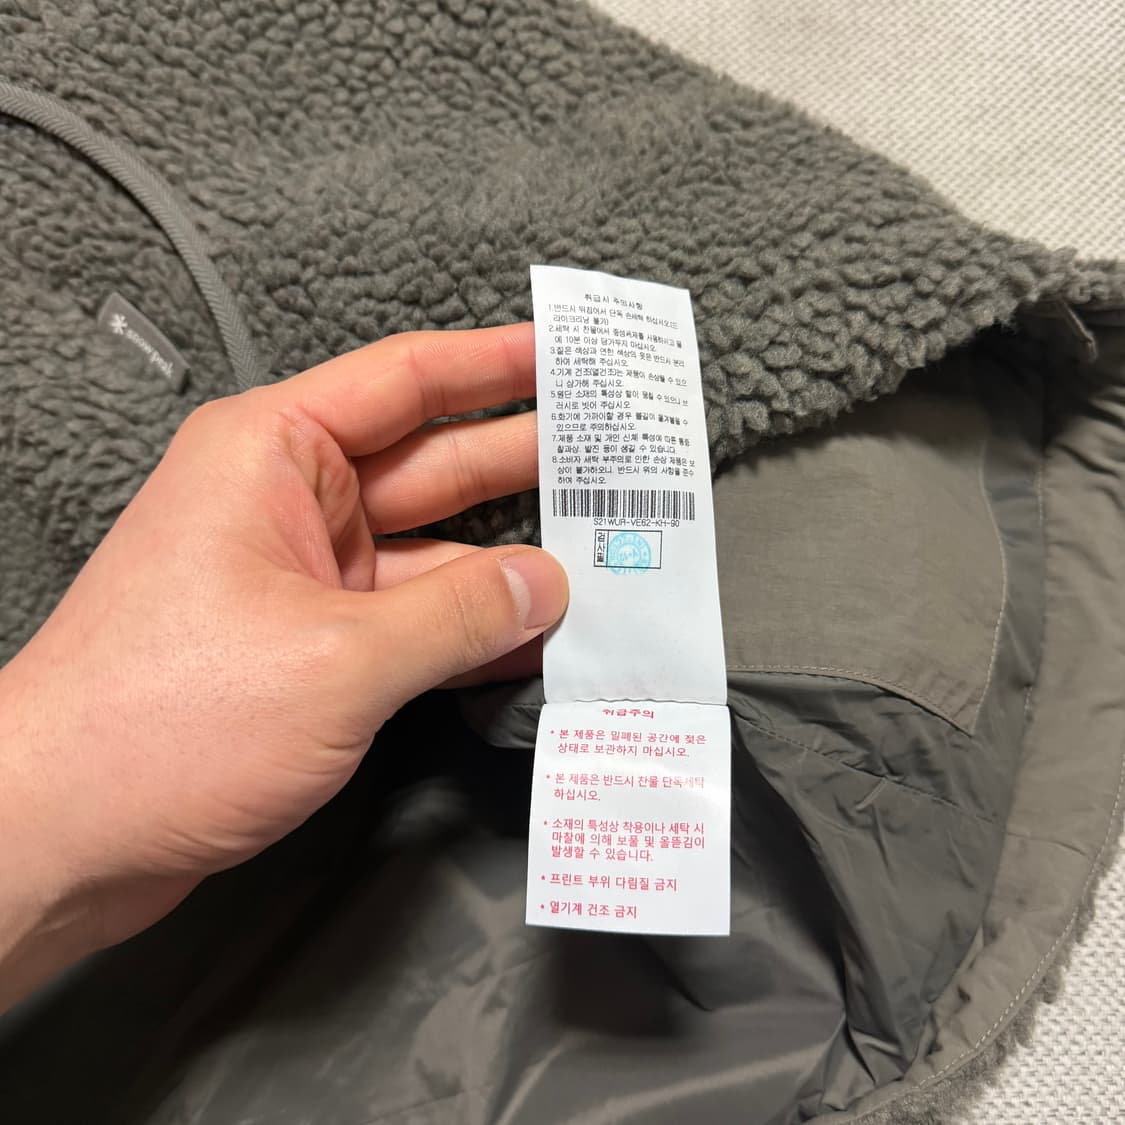 snow peak
취급시 주의사항
1.반드시 뒤집어서 단독 손세탁 하십시오.(드
라이크리닝 불가)
2.세탁 시 찬물에서 중성세제를 사용하시고 물
에 10분 이상 담가두지 마십시오.
3.짙은 색상과 연한 색상의 옷은 반드시 분리
하여 세탁해 주십시오.
4.기계 건조(열건조)는 제품이 손상될 수 있으
니 삼가해 주십시오.
5.원단 소재의 특성상 털이 뭉칠 수 있으니 브
러시로 빗어 주십시오
6.화기에 가까이할 경우 불길이 옮겨붙을 수
있으므로 주의하십시오.
7.제품 소재 및 개인 신체 특성에 따른 통증
찰과상, 발진 등이 생길 수 있습니다.
8.소비자 세탁 부주의로 인한 손상 제품은 보
상이 불가하오니, 반드시 위의 사항을 준수
하여 주십시오.
S21WUR-VE62-KH-90
검사필
취급주의
* 본 제품은 밀폐된 공간에 젖은
상태로 보관하지 마십시오.
* 본 제품은 반드시 찬물 단독세탁
하십시오.
* 소재의 특성상 착용이나 세탁 시
마찰에 의해 보풀 및 올뜯김이
발생할 수 있습니다.
* 프린트 부위 다림질 금지
* 열기계 건조 금지